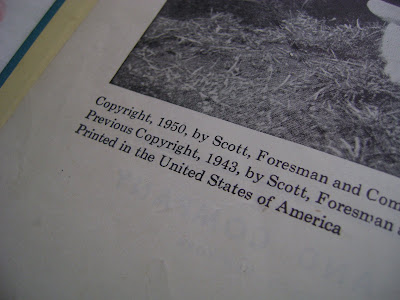 Copyright, 1950, by Scott, Foresman and Com
Previous Copyright, 1943, by Scott, Foresman a
Printed in the United States of America